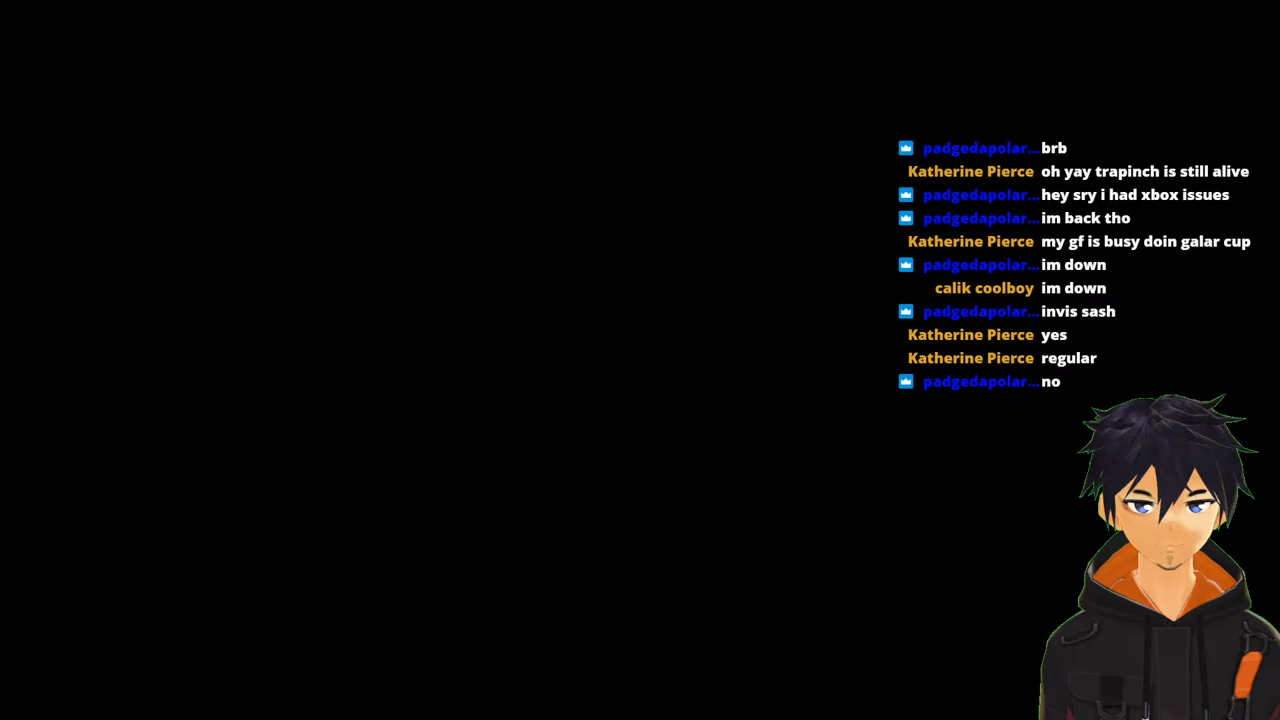 padgedapolar... brb
Katherine Pierce oh yay trapinch is still alive
padgedapolar... hey sry i had xbox issues
padgedapolar... im back tho
Katherine Pierce my gf is busy doin galar cup
padgedapolar... im down
calik coolboy im down
padgedapolar... invis sash
Katherine Pierce yes
Katherine Pierce regular
padgedapolar... no